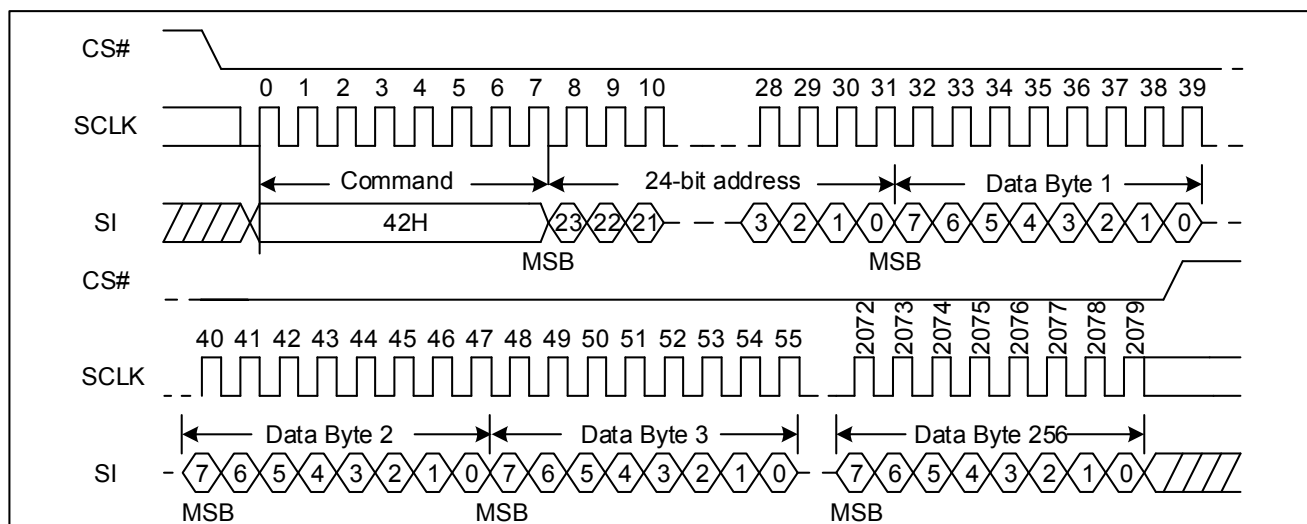 CS#
0 1 2 3 4 5 6 7 8 9 10 28 29 30 31 32 33 34 35 36 37 38 39
SCLK
Command 24-bit address Data Byte 1
SI 42H 23 22 21 3 2 1 0 7 6 5 4 3 2 1 0
MSB MSB
CS#
40 41 42 43 44 45 46 47 48 49 50 51 52 53 54 55 2072 2073 2074 2075 2076 2077 2078 2079
SCLK
Data Byte 2 Data Byte 3 Data Byte 256
SI 7 6 5 4 3 2 1 0 7 6 5 4 3 2 1 0 7 6 5 4 3 2 1 0
MSB MSB MSB